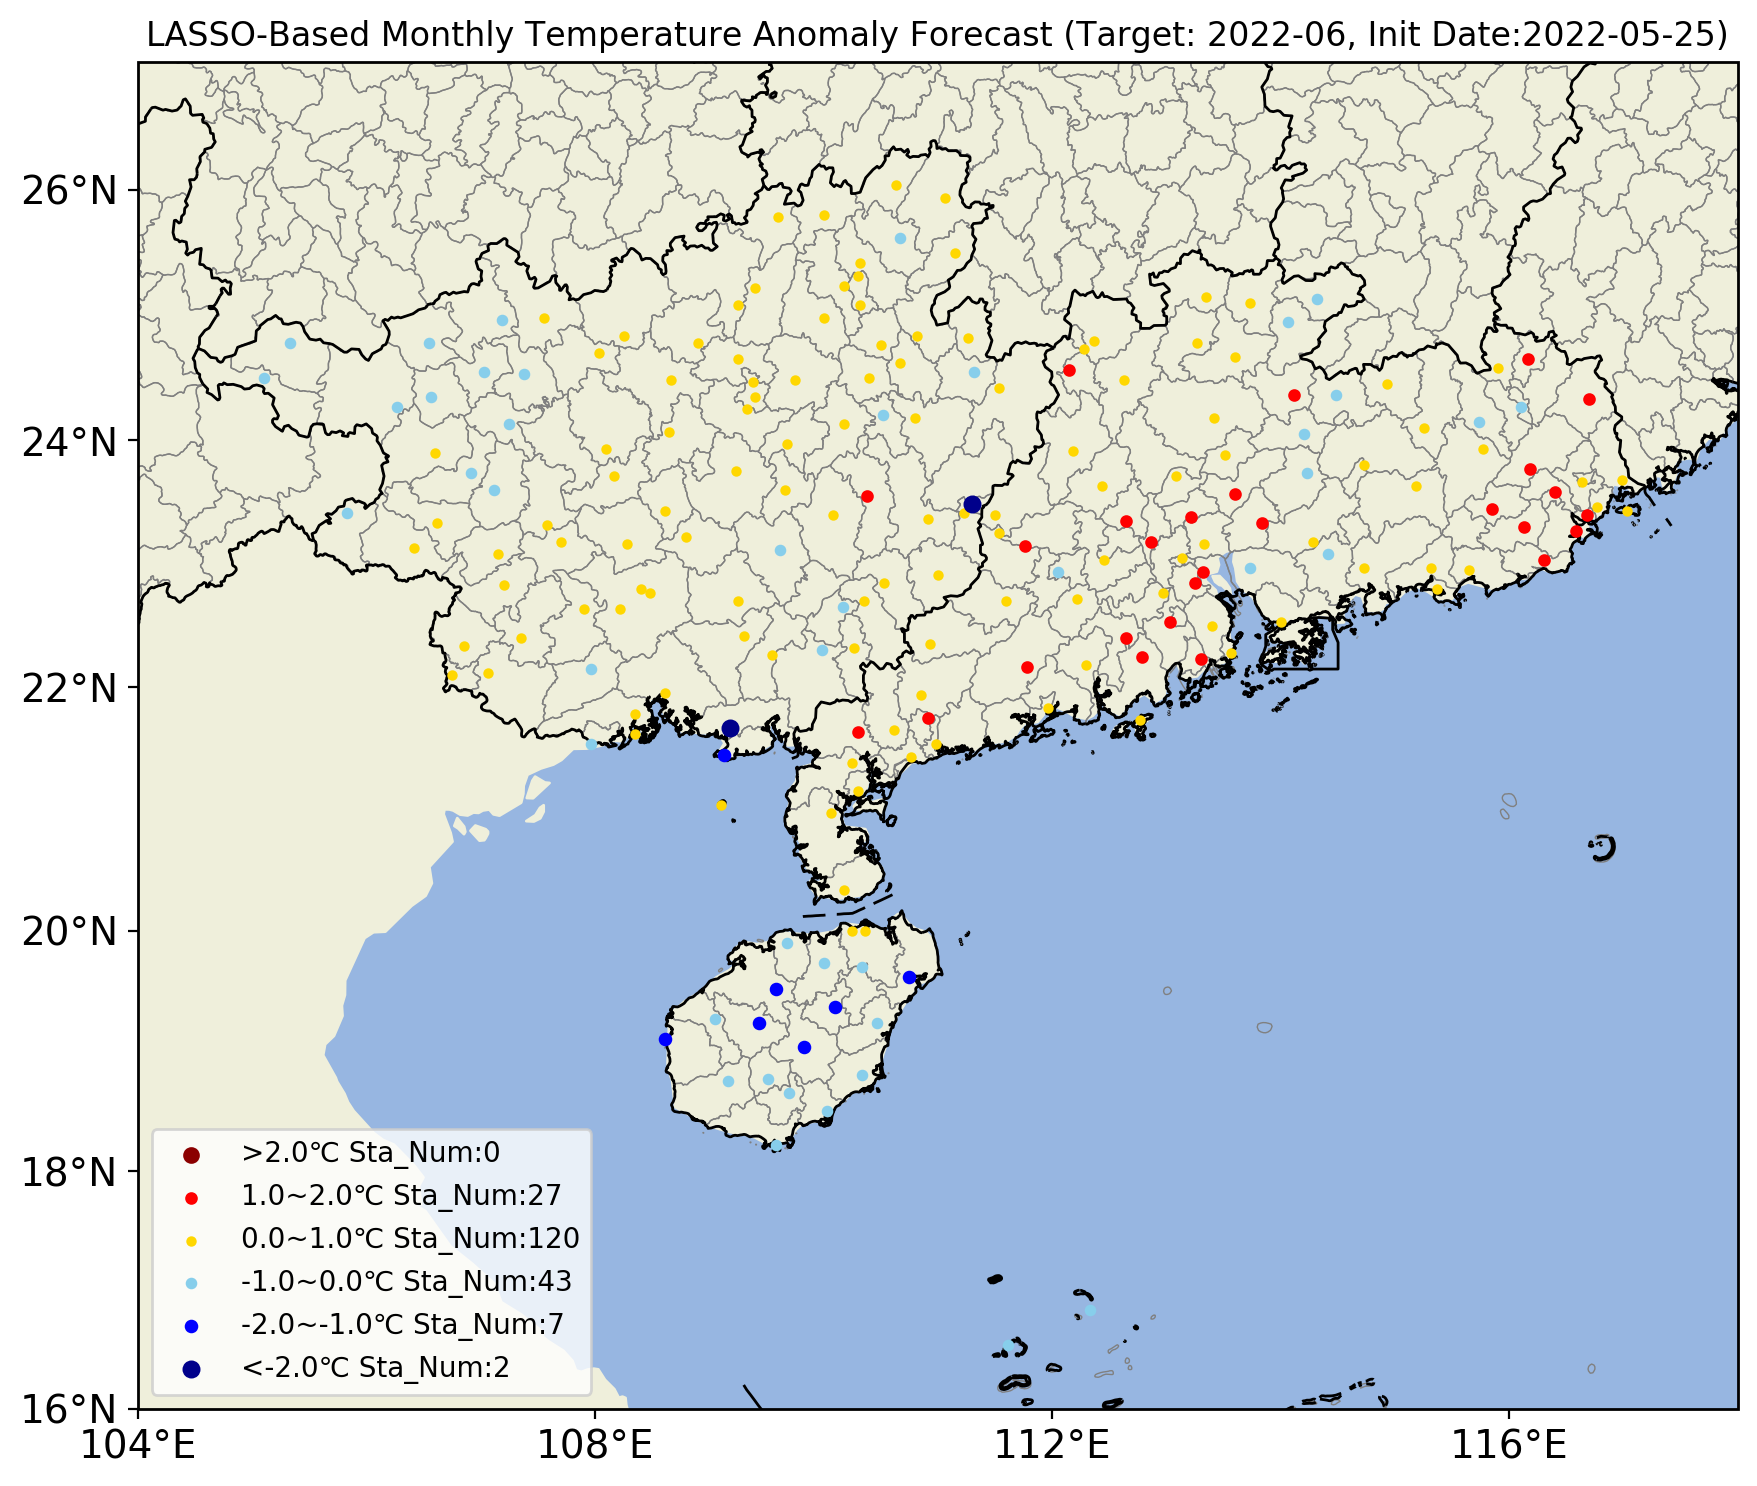 LASSO-Based Monthly Temperature Anomaly Forecast (Target: 2022-06, Init Date:2022-05-25)
26°N
24°N
22°N
20°N
18°N
16°N
>2.0℃ Sta_Num:0
1.0~2.0℃ Sta_Num:27
0.0~1.0℃ Sta_Num:120
-1.0~0.0℃ Sta_Num:43
-2.0~-1.0℃ Sta_Num:7
<-2.0℃ Sta_Num:2
104°E
108°E
112°E
116°E